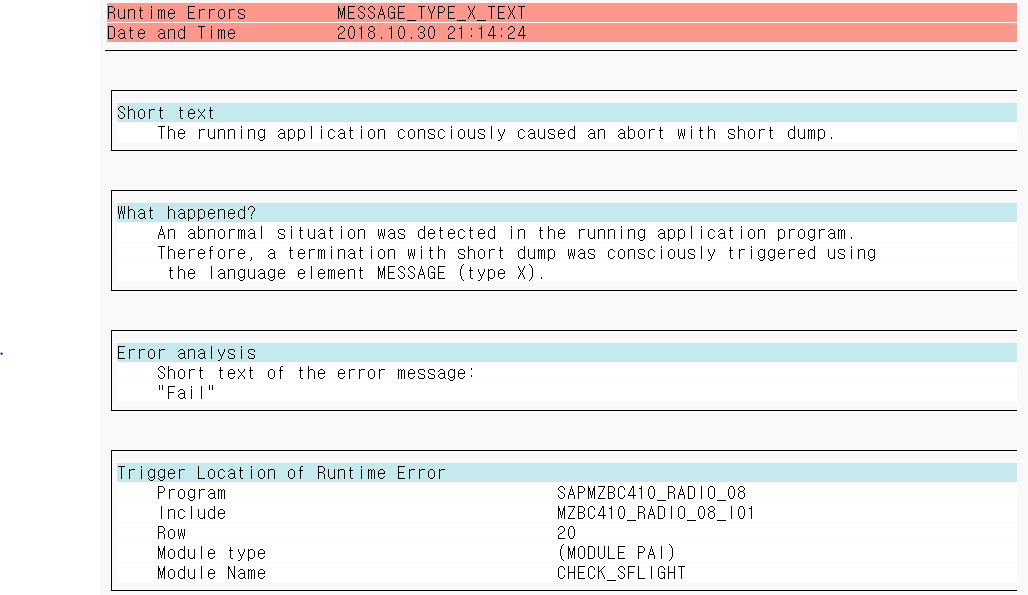 Runtime Errors MESSAGE_TYPE_X_TEXT
Date and Time 2018.10.30 21:14:24
Short text
The running application consciously caused an abort with short dump.
What happened?
An abnormal situation was detected in the running application program.
Therefore, a termination with short dump was consciously triggered using
the language element MESSAGE (type X).
Error analysis
Short text of the error message:
"Fail"
Trigger Location of Runtime Error
Program SAPMZBC410_RADIO_08
Include MZBC410_RADIO_08_I01
Row 20
Module type (MODULE PAI)
Module Name CHECK_SFLIGHT